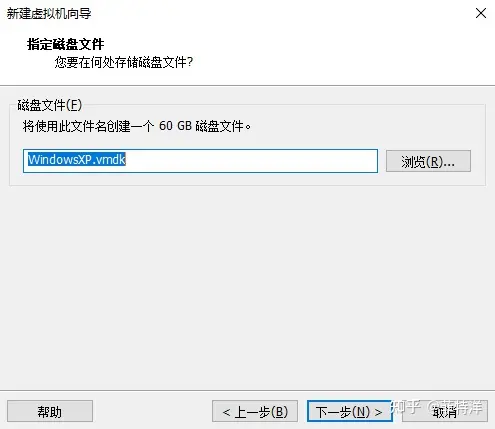 新建虚拟机向导
指定磁盘文件
您要在何处存储磁盘文件?
磁盘文件(F)
将使用此文件名创建一个 60 GB 磁盘文件。
WindowsXP.vmdk
浏览(R)...
帮助
< 上一步(B)
下一步(N) >
取消
知乎